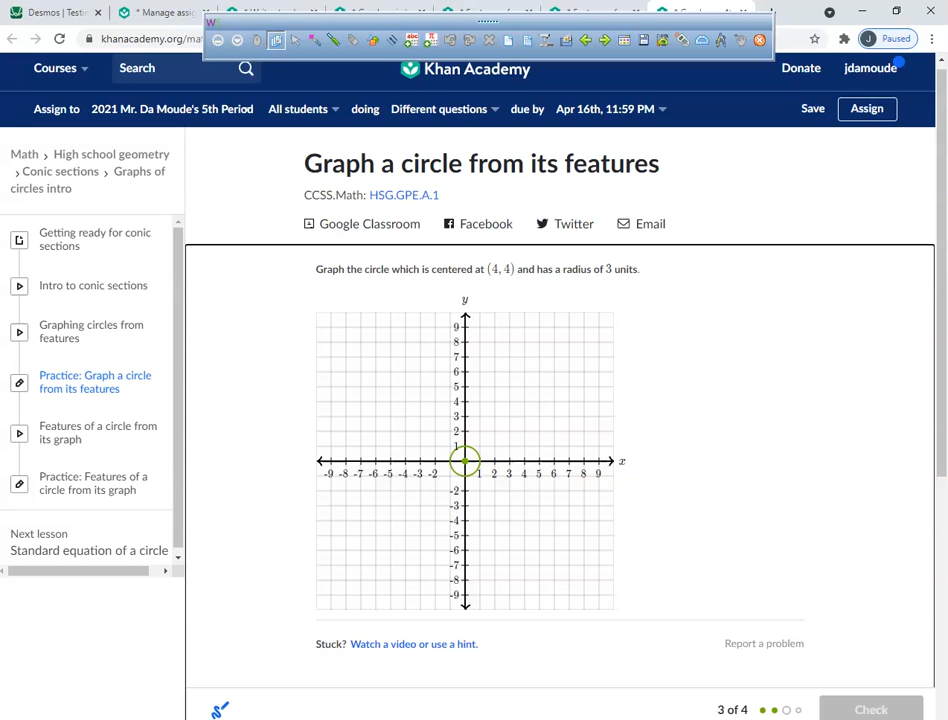 Desmos | Testin
* Manage assig
khanacademy.org/ma
Paused
Courses
Search
Khan Academy
Donate
jdamoude
Assign to 2021 Mr. Da Moude's 5th Period All students doing Different questions due by Apr 16th, 11:59 PM
Save
Assign
Math > High school geometry
> Conic sections > Graphs of
circles intro
Getting ready for conic
sections
Intro to conic sections
Graphing circles from
features
Practice: Graph a circle
from its features
Features of a circle from
its graph
Practice: Features of a
circle from its graph
Next lesson
Standard equation of a circle
Graph a circle from its features
CCSS.Math: HSG.GPE.A.1
Google Classroom Facebook Twitter Email
Graph the circle which is centered at (4, 4) and has a radius of 3 units.
y
9
8
7
6
5
4
3
2
1
x
-9 -8 -7 -6 -5 -4 -3 -2 1 2 3 4 5 6 7 8 9
-2
-3
-4
-5
-6
-7
-8
-9
Stuck? Watch a video or use a hint.
Report a problem
3 of 4
Check